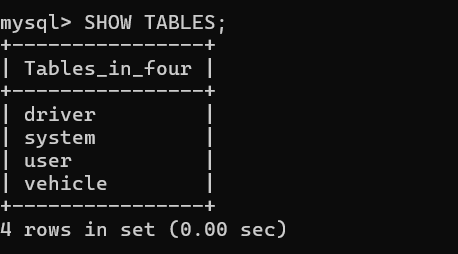 mysql> SHOW TABLES;
+----------------+
| Tables_in_four |
+----------------+
| driver         |
| system         |
| user           |
| vehicle        |
+----------------+
4 rows in set (0.00 sec)